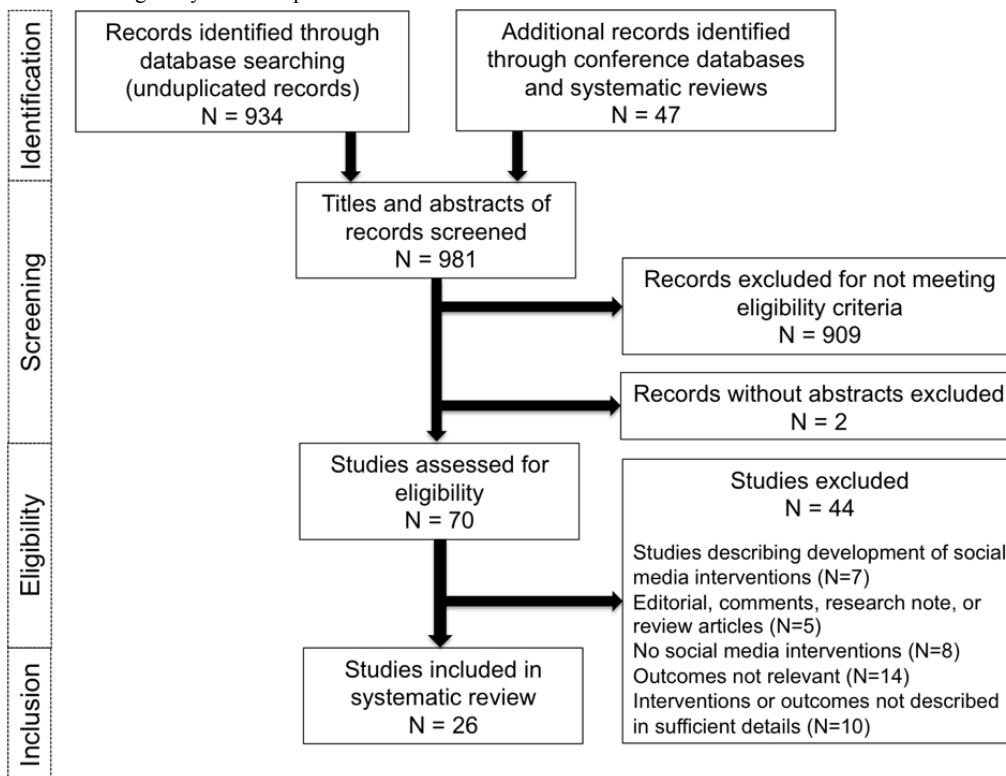 Records identified through
database searching
(unduplicated records)
N = 934
Additional records identified
through conference databases
and systematic reviews
N = 47
Identification
Titles and abstracts of
records screened
N = 981
Screening
Records excluded for not meeting
eligibility criteria
N = 909
Records without abstracts excluded
N = 2
Eligibility
Studies assessed for
eligibility
N = 70
Studies excluded
N = 44
Studies describing development of social
media interventions (N=7)
Editorial, comments, research note, or
review articles (N=5)
No social media interventions (N=8)
Outcomes not relevant (N=14)
Interventions or outcomes not described
in sufficient details (N=10)
Inclusion
Studies included in
systematic review
N = 26